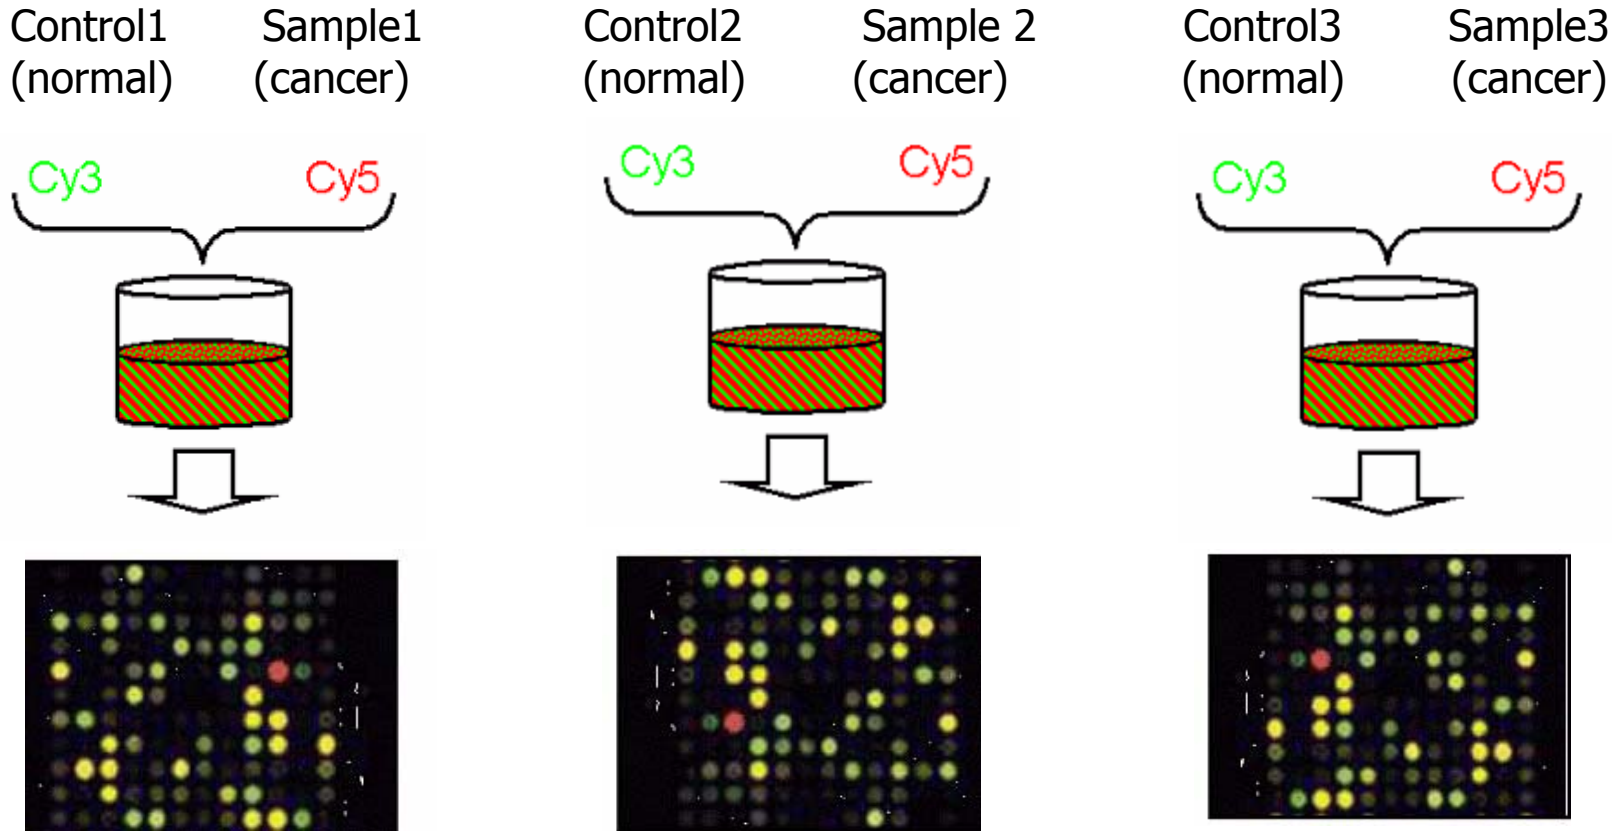 Control1 Sample1
(normal) (cancer)
Cy3 Cy5
Control2 Sample 2
(normal) (cancer)
Cy3 Cy5
Control3 Sample3
(normal) (cancer)
Cy3 Cy5